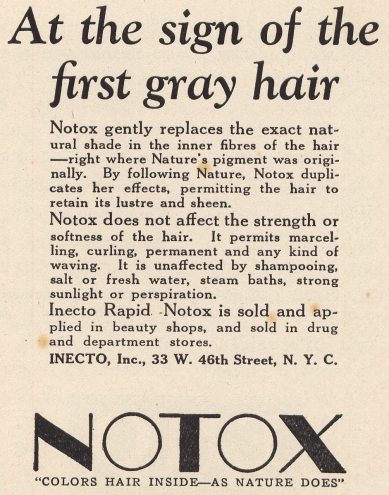 At the sign of the
first gray hair
Notox gently replaces the exact nat-
ural shade in the inner fibres of the hair
—right where Nature's pigment was origi-
nally. By following Nature, Notox dupli-
cates her effects, permitting the hair to
retain its lustre and sheen.
Notox does not affect the strength or
softness of the hair. It permits marcel-
ling, curling, permanent and any kind of
waving. It is unaffected by shampooing,
salt or fresh water, steam baths, strong
sunlight or perspiration.
Inecto Rapid Notox is sold and ap-
plied in beauty shops, and sold in drug
and department stores.
INECTO, Inc., 33 W. 46th Street, N. Y. C.
NOTOX
"COLORS HAIR INSIDE—AS NATURE DOES"